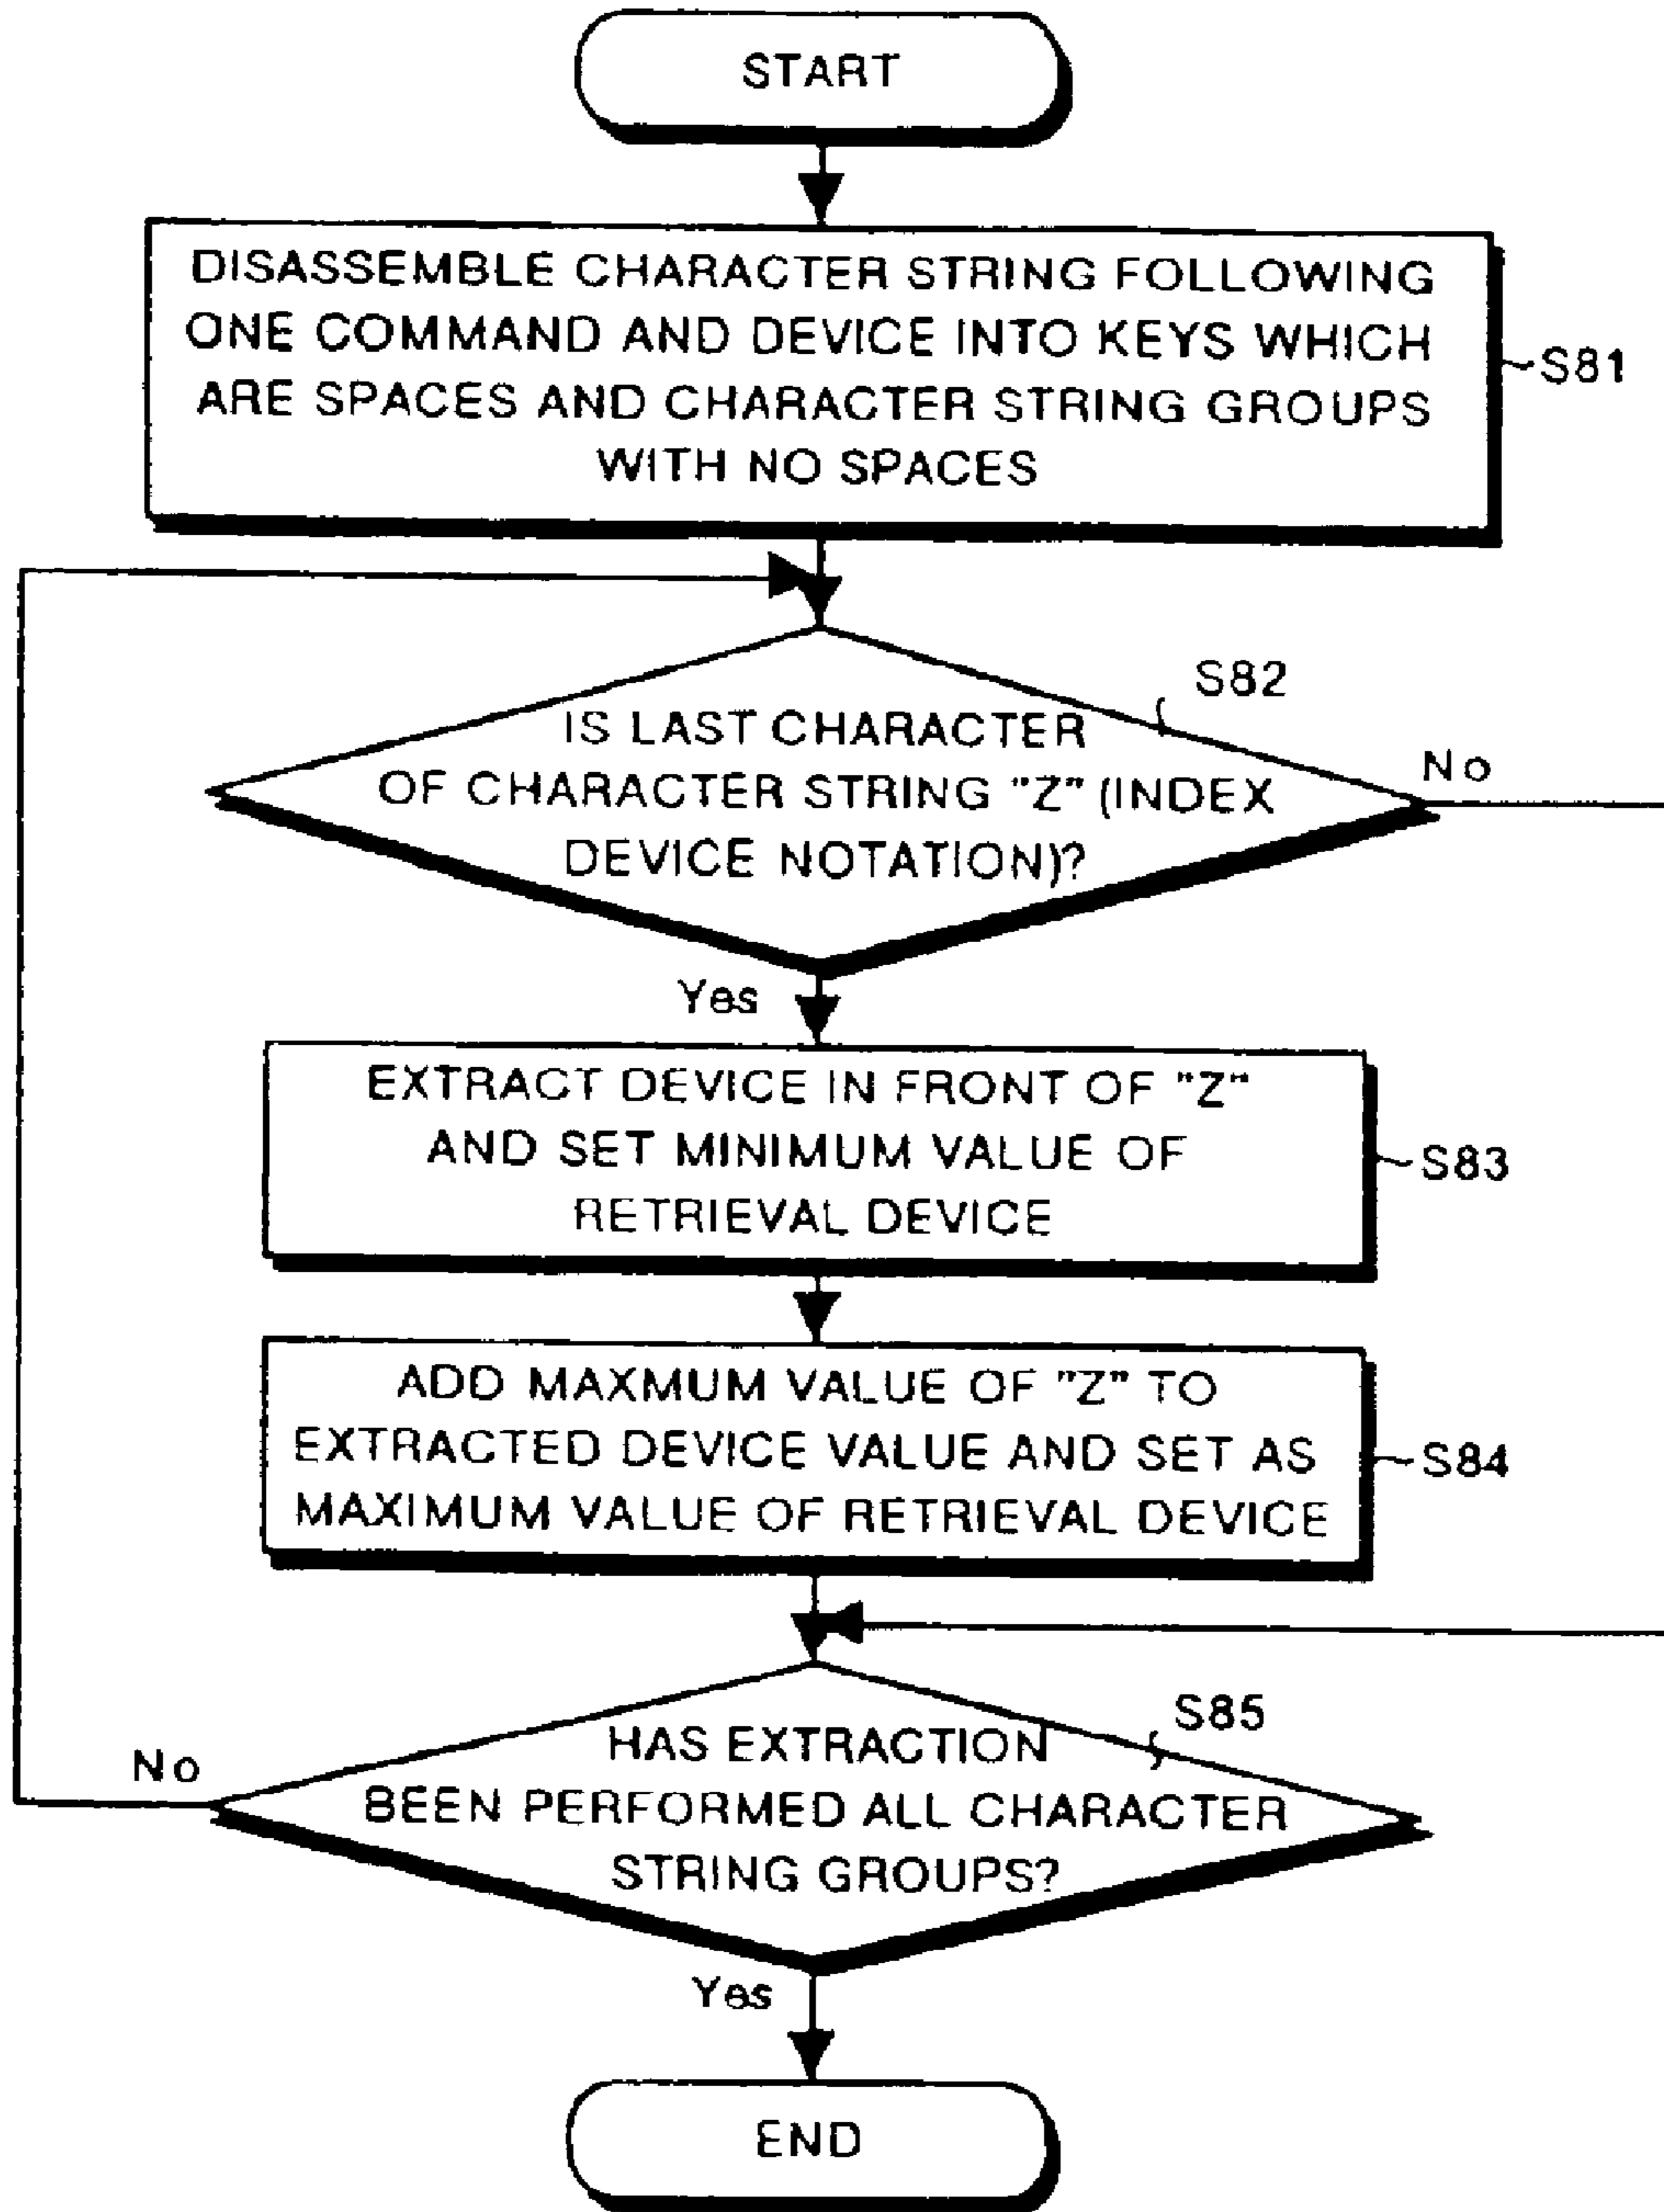 START
DISASSEMBLE CHARACTER STRING FOLLOWING
ONE COMMAND AND DEVICE INTO KEYS WHICH
ARE SPACES AND CHARACTER STRING GROUPS
WITH NO SPACES
S81
S82
IS LAST CHARACTER
OF CHARACTER STRING "Z" (INDEX
DEVICE NOTATION)?
No
Yes
EXTRACT DEVICE IN FRONT OF "Z"
AND SET MINIMUM VALUE OF
RETRIEVAL DEVICE
S83
ADD MAXMUM VALUE OF "Z" TO
EXTRACTED DEVICE VALUE AND SET AS
MAXIMUM VALUE OF RETRIEVAL DEVICE
S84
S85
HAS EXTRACTION
BEEN PERFORMED ALL CHARACTER
STRING GROUPS?
No
Yes
END